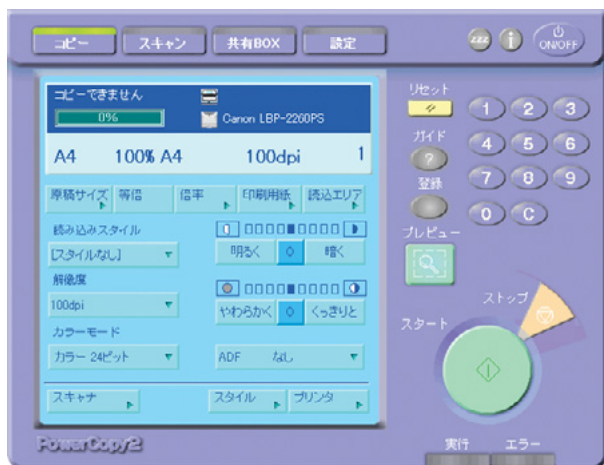 コピー スキャン 共有BOX 設定 ZZZ i ON/OFF
コピーできません
0% Canon LBP-2260PS
A4 100% A4 100dpi 1
原稿サイズ 等倍 倍率 印刷用紙 読込エリア
読み込みスタイル
[スタイルなし] 明るく 0 暗く
解像度
100dpi やわらかく 0 くっきりと
カラーモード
カラー 24ビット ADF なし
スキャナ スタイル プリンタ
リセット
1 2 3
ガイド
? 4 5 6
登録 7 8 9
0 C
プレビュー
ストップ
スタート
PowerCopy2
実行 エラー